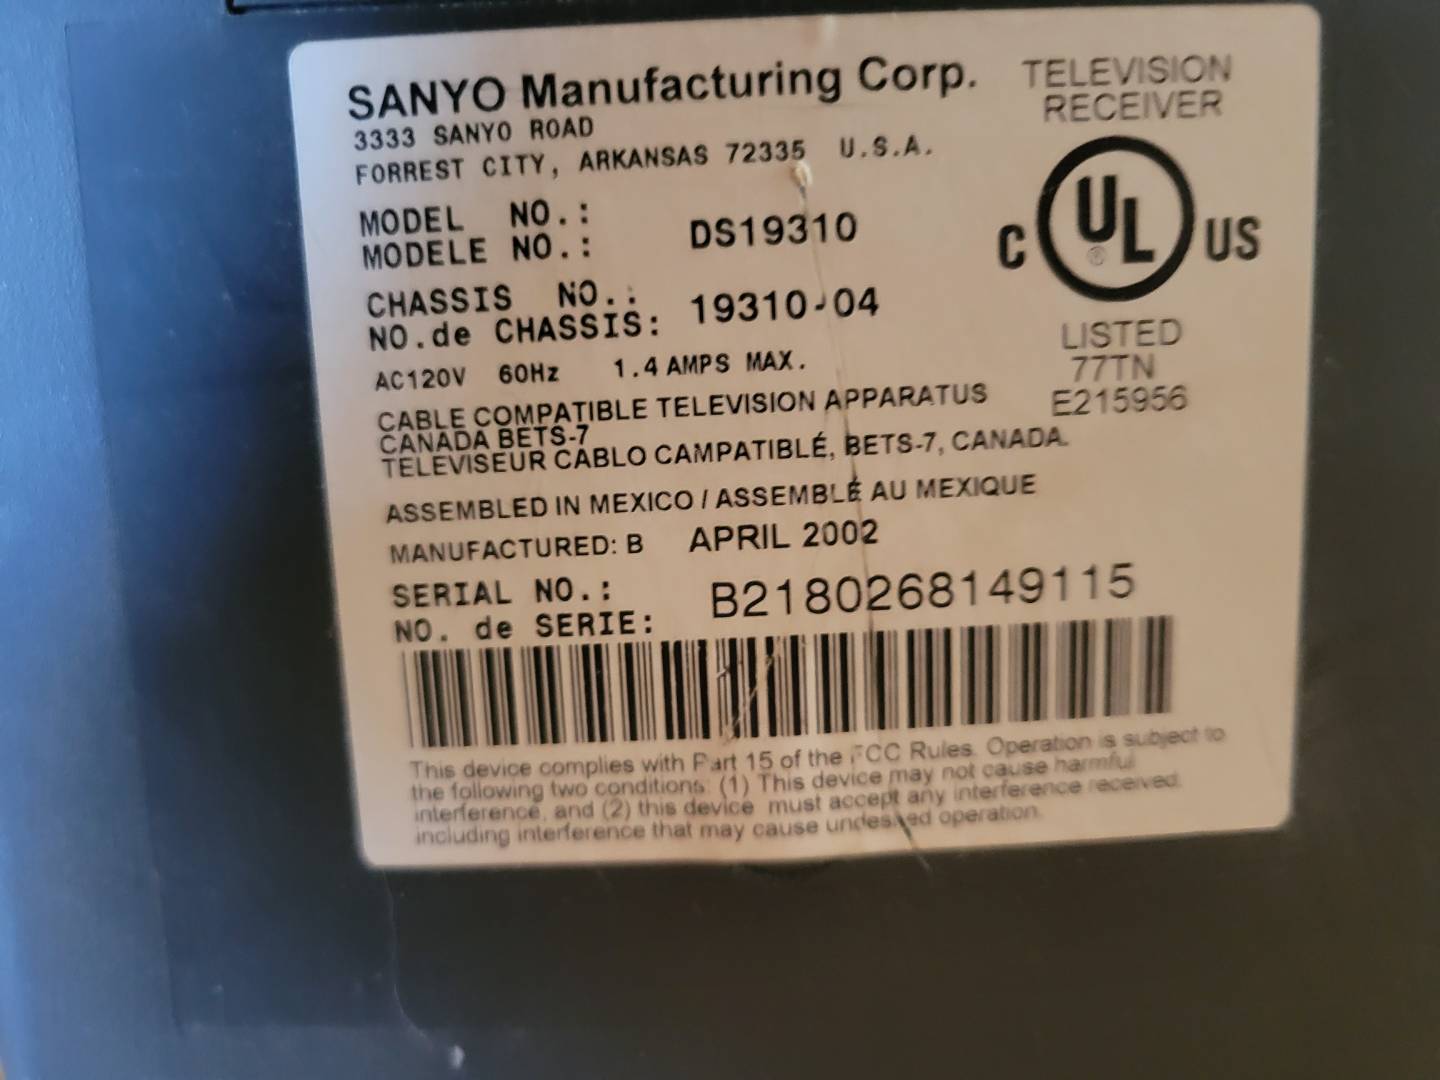 SANYO Manufacturing Corp.
3333 SANYO ROAD
FORREST CITY, ARKANSAS 72335 U.S.A.
TELEVISION
RECEIVER
MODEL NO.:
MODELE NO.: DS19310
CHASSIS NO.:
NO.de CHASSIS: 19310-04
C UL ® US
LISTED
77TN
E215956
AC120V 60Hz 1.4 AMPS MAX.
CABLE COMPATIBLE TELEVISION APPARATUS
CANADA BETS-7
TELEVISEUR CABLO CAMPATIBLÉ, BETS-7, CANADA.
ASSEMBLED IN MEXICO / ASSEMBLÉ AU MEXIQUE
MANUFACTURED: B APRIL 2002
SERIAL NO.:
NO. de SERIE: B2180268149115
This device complies with Part 15 of the FCC Rules. Operation is subject to
the following two conditions: (1) This device may not cause harmful
interference, and (2) this device must accept any interference received,
including interference that may cause undesired operation.